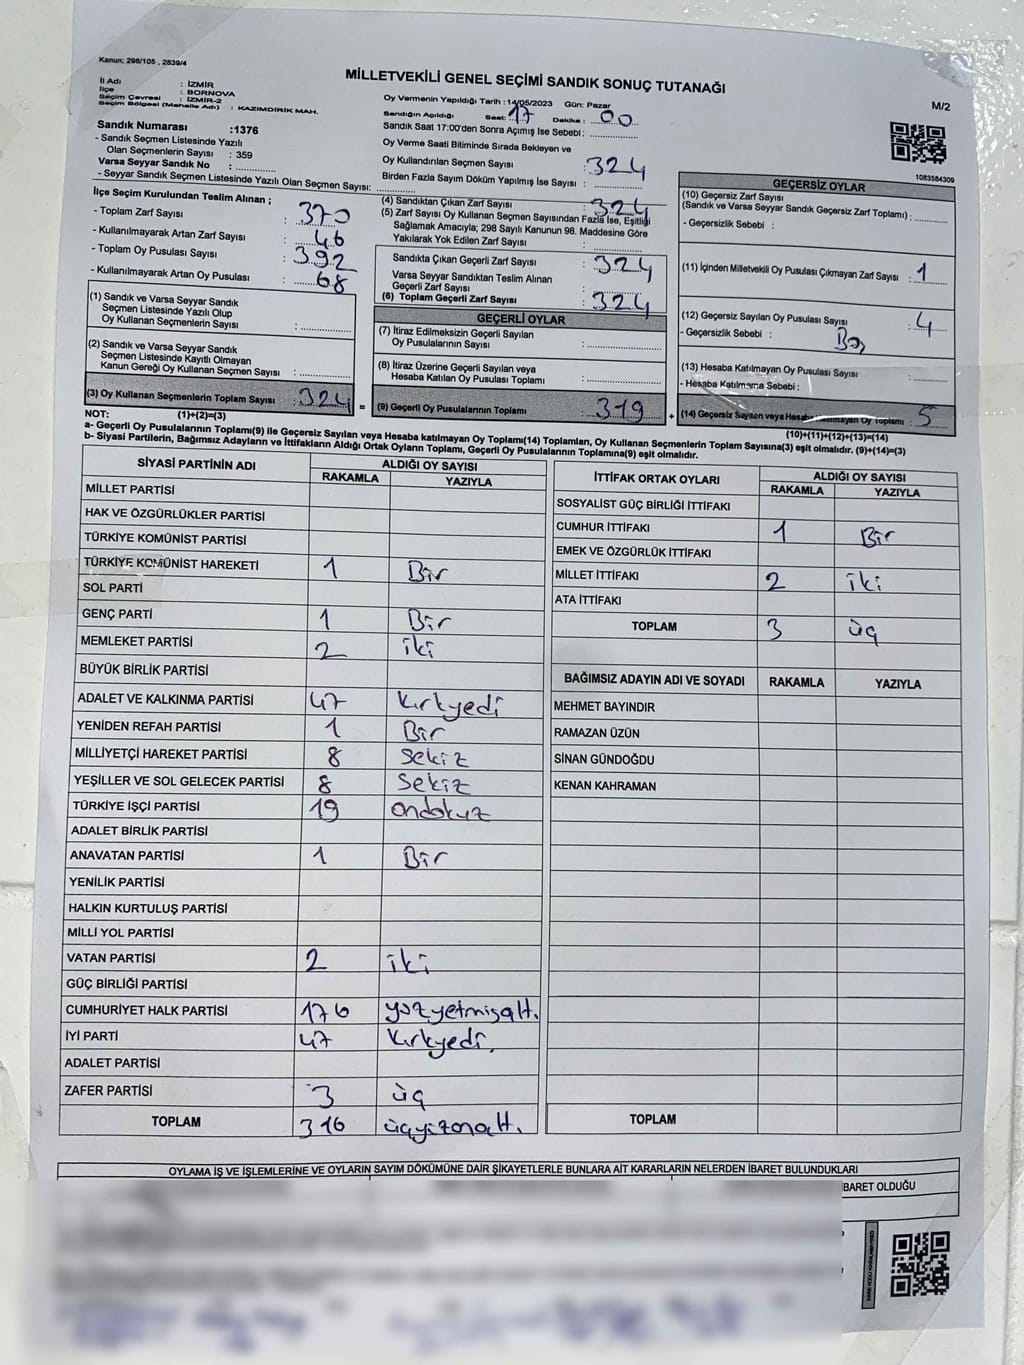 Kanun; 298/105 , 2839/4
MİLLETVEKİLİ GENEL SEÇİMİ SANDIK SONUÇ TUTANAĞI
M/2
İl Adı : İZMİR
İlçe : BORNOVA
Seçim Çevresi : İZMİR-2
Seçim Bölgesi (Mahalle Adı) : KAZIMDİRİK MAH.
Sandık Numarası :1376
- Sandık Seçmen Listesinde Yazılı
Olan Seçmenlerin Sayısı : 359
Varsa Seyyar Sandık No :
- Seyyar Sandık Seçmen Listesinde Yazılı Olan Seçmen Sayısı:
İlçe Seçim Kurulundan Teslim Alınan ;
- Toplam Zarf Sayısı : 370
- Kullanılmayarak Artan Zarf Sayısı : 46
- Toplam Oy Pusulası Sayısı : 392
- Kullanılmayarak Artan Oy Pusulası : 68
(1) Sandık ve Varsa Seyyar Sandık
Seçmen Listesinde Yazılı Olup
Oy Kullanan Seçmenlerin Sayısı :
(2) Sandık ve Varsa Seyyar Sandık
Seçmen Listesinde Kayıtlı Olmayan
Kanun Gereği Oy Kullanan Seçmen Sayısı :
(3) Oy Kullanan Seçmenlerin Toplam Sayısı : 324
NOT: (1)+(2)=(3)
Oy Vermenin Yapıldığı Tarih : 14/05/2023 Gün: Pazar
Sandığın Açıldığı Saat: 17 Dakika : 00
Sandık Saat 17:00'den Sonra Açımış İse Sebebi :
Oy Verme Saati Bitiminde Sırada Bekleyen ve
Oy Kullandırılan Seçmen Sayısı : 324
Birden Fazla Sayım Döküm Yapılmış İse Sayısı :
(4) Sandıktan Çıkan Zarf Sayısı : 324
(5) Zarf Sayısı Oy Kullanan Seçmen Sayısından Fazla İse, Eşitliği
Sağlamak Amacıyla; 298 Sayılı Kanunun 98. Maddesine Göre
Yakılarak Yok Edilen Zarf Sayısı :
Sandıkta Çıkan Geçerli Zarf Sayısı : 324
Varsa Seyyar Sandıktan Teslim Alınan
Geçerli Zarf Sayısı :
(6) Toplam Geçerli Zarf Sayısı : 324
GEÇERLİ OYLAR
(7) İtiraz Edilmeksizin Geçerli Sayılan
Oy Pusulalarının Sayısı :
(8) İtiraz Üzerine Geçerli Sayılan veya
Hesaba Katılan Oy Pusulası Toplamı :
= (9) Geçerli Oy Pusulalarının Toplamı : 319
1083584309
GEÇERSİZ OYLAR
(10) Geçersiz Zarf Sayısı
(Sandık ve Varsa Seyyar Sandık Geçersiz Zarf Toplamı) :
- Geçersizlik Sebebi :
(11) İçinden Milletvekili Oy Pusulası Çıkmayan Zarf Sayısı : 1
(12) Geçersiz Sayılan Oy Pusulası Sayısı : 4
- Geçersizlik Sebebi : Boş
(13) Hesaba Katılmayan Oy Pusulası Sayısı :
- Hesaba Katılmama Sebebi :
+ (14) Geçersiz Sayılan veya Hesaba Katılmayan Oy Toplamı : 5
(10)+(11)+(12)+(13)=(14)
a- Geçerli Oy Pusulalarının Toplamı(9) ile Geçersiz Sayılan veya Hesaba katılmayan Oy Toplamı(14) Toplamları, Oy Kullanan Seçmenlerin Toplam Sayısına(3) eşit olmalıdır. (9)+(14)=(3)
b- Siyasi Partilerin, Bağımsız Adayların ve İttifakların Aldığı Ortak Oyların Toplamı, Geçerli Oy Pusulalarının Toplamına(9) eşit olmalıdır.
SİYASİ PARTİNİN ADI ALDIĞI OY SAYISI
RAKAMLA YAZIYLA
MİLLET PARTİSİ
HAK VE ÖZGÜRLÜKLER PARTİSİ
TÜRKİYE KOMÜNİST PARTİSİ
TÜRKİYE KOMÜNİST HAREKETİ 1 Bir
SOL PARTİ
GENÇ PARTİ 1 Bir
MEMLEKET PARTİSİ 2 iki
BÜYÜK BİRLİK PARTİSİ
ADALET VE KALKINMA PARTİSİ 47 Kırkyedi
YENİDEN REFAH PARTİSİ 1 Bir
MİLLİYETÇİ HAREKET PARTİSİ 8 Sekiz
YEŞİLLER VE SOL GELECEK PARTİSİ 8 Sekiz
TÜRKİYE İŞÇİ PARTİSİ 19 ondokuz
ADALET BİRLİK PARTİSİ
ANAVATAN PARTİSİ 1 Bir
YENİLİK PARTİSİ
HALKIN KURTULUŞ PARTİSİ
MİLLİ YOL PARTİSİ
VATAN PARTİSİ 2 iki
GÜÇ BİRLİĞİ PARTİSİ
CUMHURİYET HALK PARTİSİ 176 yüzyetmişalt.
İYİ PARTİ 47 Kırkyedi.
ADALET PARTİSİ
ZAFER PARTİSİ 3 üç
TOPLAM 316 üçyüzonalt.
İTTİFAK ORTAK OYLARI ALDIĞI OY SAYISI
RAKAMLA YAZIYLA
SOSYALİST GÜÇ BİRLİĞİ İTTİFAKI
CUMHUR İTTİFAKI 1 Bir
EMEK VE ÖZGÜRLÜK İTTİFAKI
MİLLET İTTİFAKI 2 iki
ATA İTTİFAKI
TOPLAM 3 üç
BAĞIMSIZ ADAYIN ADI VE SOYADI RAKAMLA YAZIYLA
MEHMET BAYINDIR
RAMAZAN ÜZÜN
SİNAN GÜNDOĞDU
KENAN KAHRAMAN
TOPLAM
OYLAMA İŞ VE İŞLEMLERİNE VE OYLARIN SAYIM DÖKÜMÜNE DAİR ŞİKAYETLERLE BUNLARA AİT KARARLARIN NELERDEN İBARET BULUNDUKLARI
BARET OLDUĞU